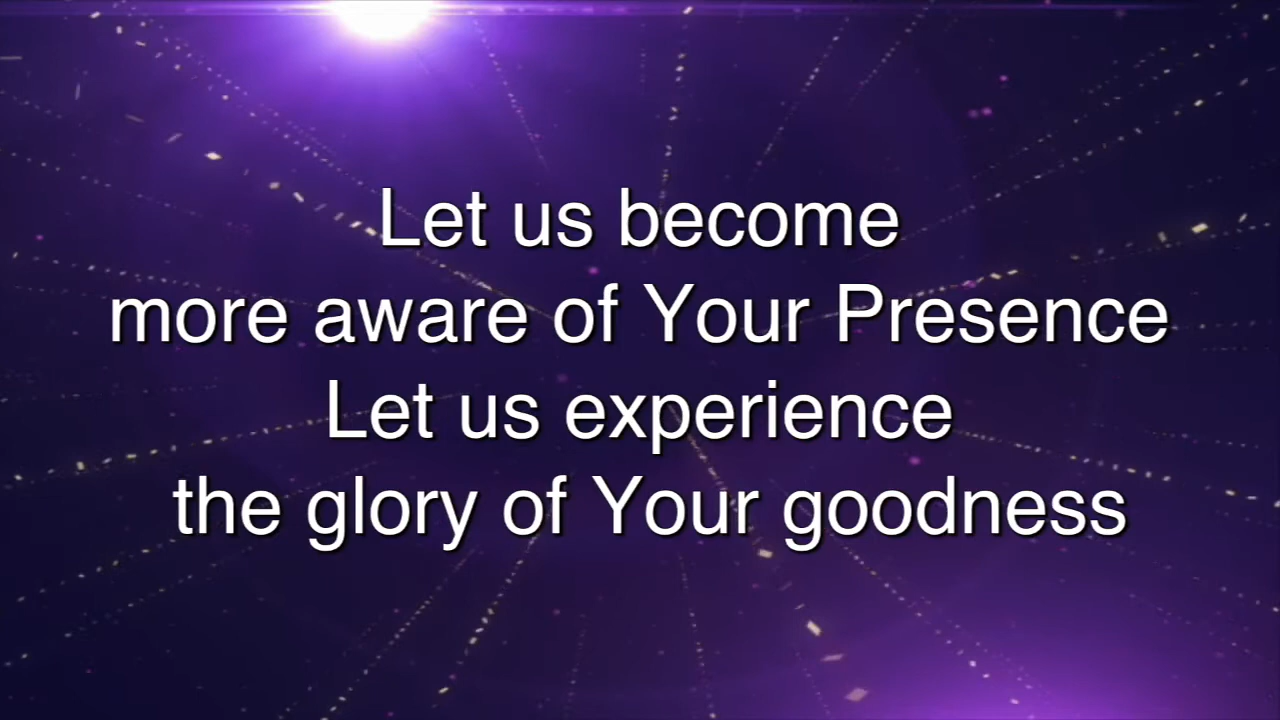 Let us become
more aware of Your Presence
Let us experience
the glory of Your goodness